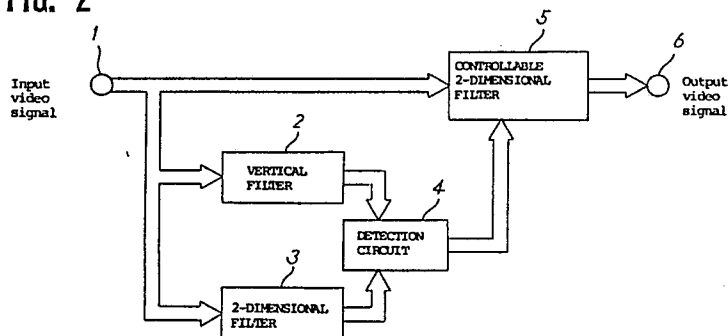 FIG. 2
1
Input
video
signal
5
CONTROLLABLE
2-DIMENSIONAL
FILTER
6
Output
video
signal
2
VERTICAL
FILTER
4
DETECTION
CIRCUIT
3
2-DIMENSIONAL
FILTER